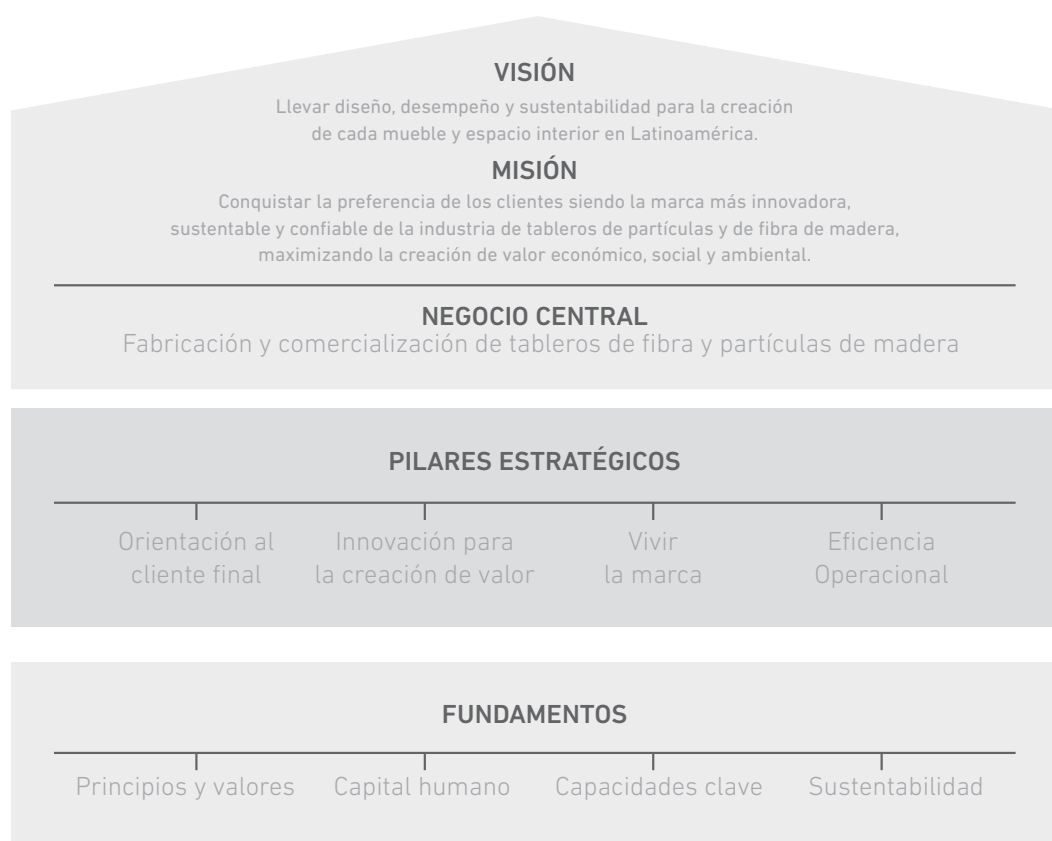 VISIÓN
Llevar diseño, desempeño y sustentabilidad para la creación
de cada mueble y espacio interior en Latinoamérica.
MISIÓN
Conquistar la preferencia de los clientes siendo la marca más innovadora,
sustentable y confiable de la industria de tableros de partículas y de fibra de madera,
maximizando la creación de valor económico, social y ambiental.
NEGOCIO CENTRAL
Fabricación y comercialización de tableros de fibra y partículas de madera
PILARES ESTRATÉGICOS
Orientación al
cliente final
Innovación para
la creación de valor
Vivir
la marca
Eficiencia
Operacional
FUNDAMENTOS
Principios y valores
Capital humano
Capacidades clave
Sustentabilidad